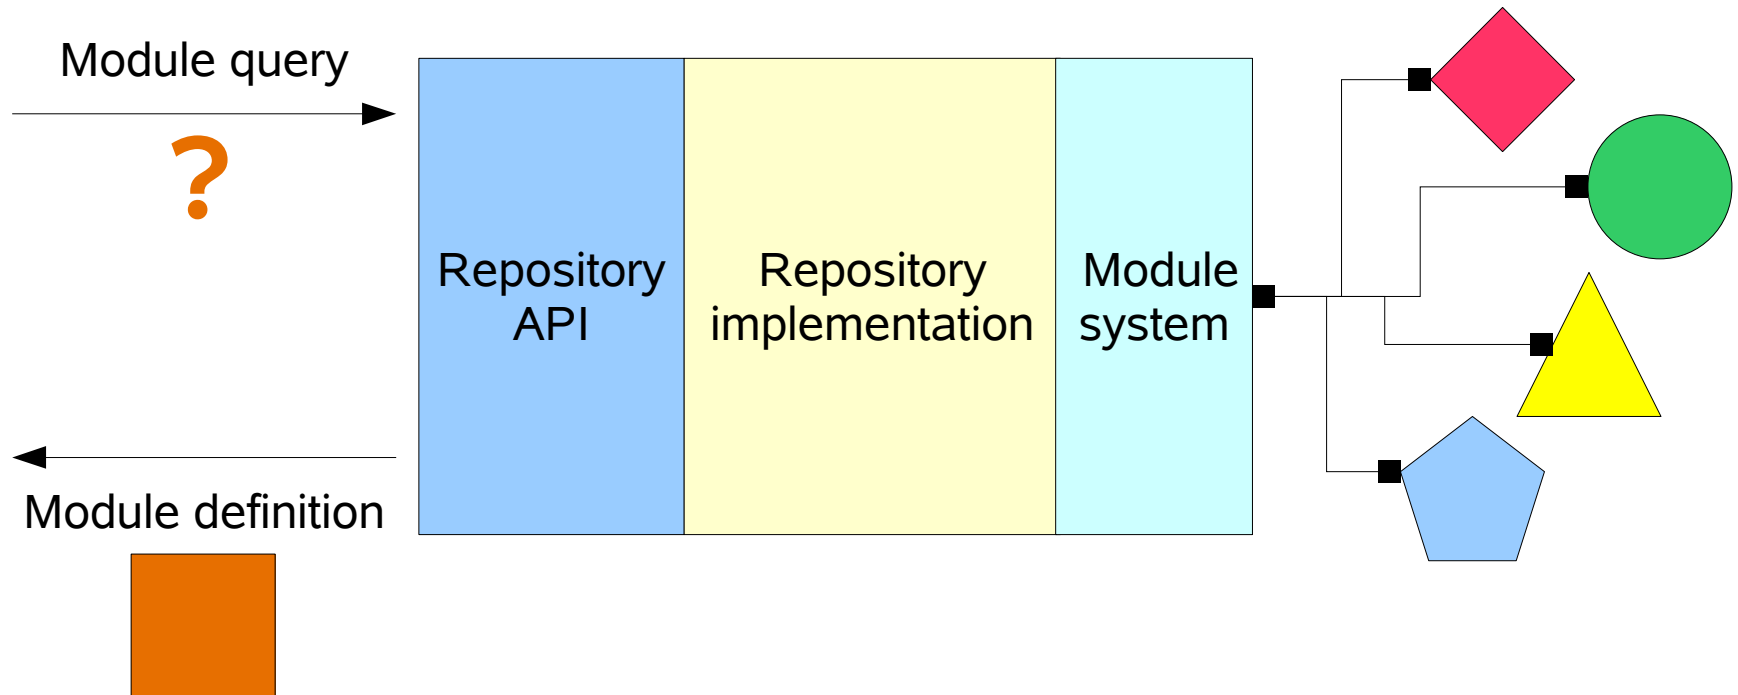 Module query
?
Repository
API
Repository
implementation
Module
system
Module definition